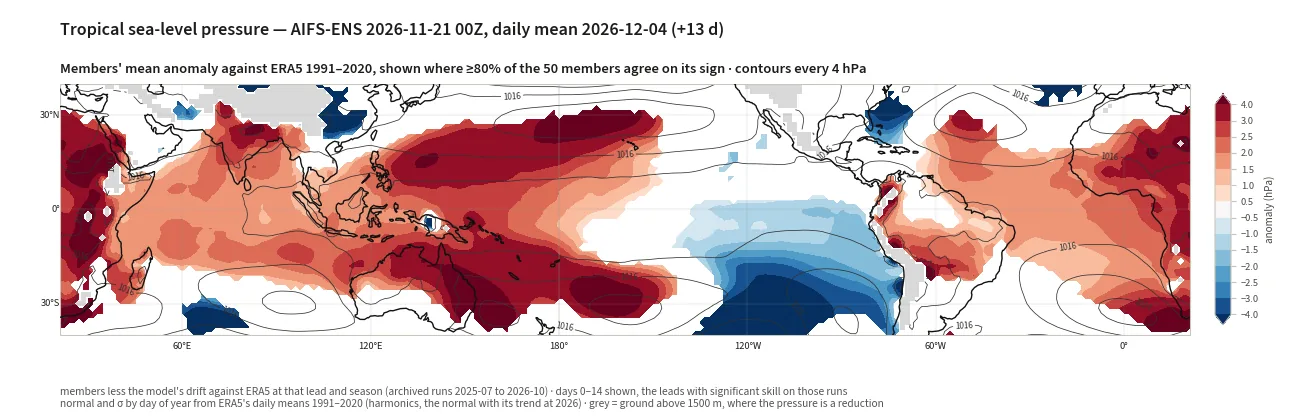 Tropical sea-level pressure — AIFS-ENS 2026-11-21 00Z, daily mean 2026-12-04 (+13 d)
Members' mean anomaly against ERA5 1991–2020, shown where ≥80% of the 50 members agree on its sign · contours every 4 hPa
1016
1016
30°N
1016
1016
1016
1016
0°
1016
30°S
1016
1016
1016
60°E
120°E
180°
120°W
60°W
0°
4.0
3.0
2.5
2.0
1.5
1.0
0.5
−0.5
−1.0
−1.5
−2.0
−2.5
−3.0
−4.0
anomaly (hPa)
members less the model's drift against ERA5 at that lead and season (archived runs 2025-07 to 2026-10) · days 0–14 shown, the leads with significant skill on those runs
normal and σ by day of year from ERA5's daily means 1991–2020 (harmonics, the normal with its trend at 2026) · grey = ground above 1500 m, where the pressure is a reduction